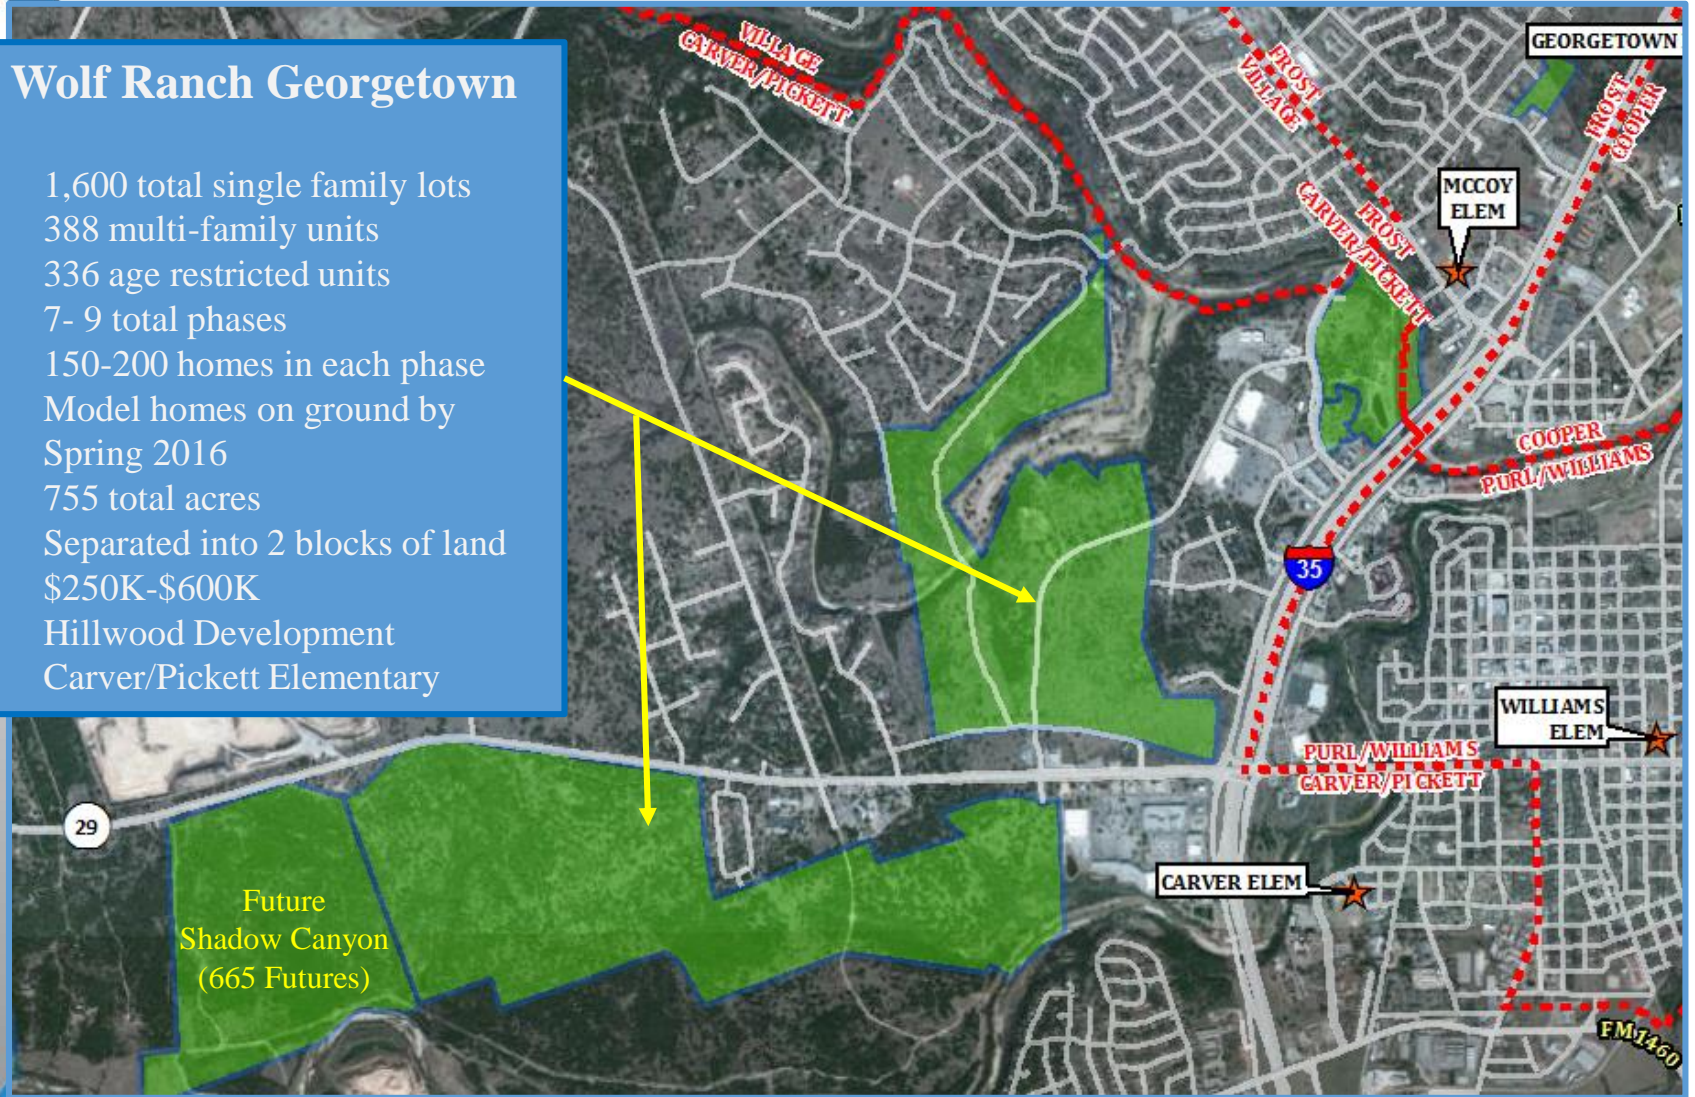 Wolf Ranch Georgetown
1,600 total single family lots
388 multi-family units
336 age restricted units
7- 9 total phases
150-200 homes in each phase
Model homes on ground by
Spring 2016
755 total acres
Separated into 2 blocks of land
$250K-$600K
Hillwood Development
Carver/Pickett Elementary
VILLAGE
CARVER/PICKETT
FROST
VILLAGE
GEORGETOWN
FROST
COOPER
MCCOY
ELEM
FROST
CARVER/PICKETT
COOPER
PURL/WILLIAMS
35
WILLIAMS
ELEM
PURL/WILLIAMS
CARVER/PICKETT
29
CARVER ELEM
Future
Shadow Canyon
(665 Futures)
FM 1460